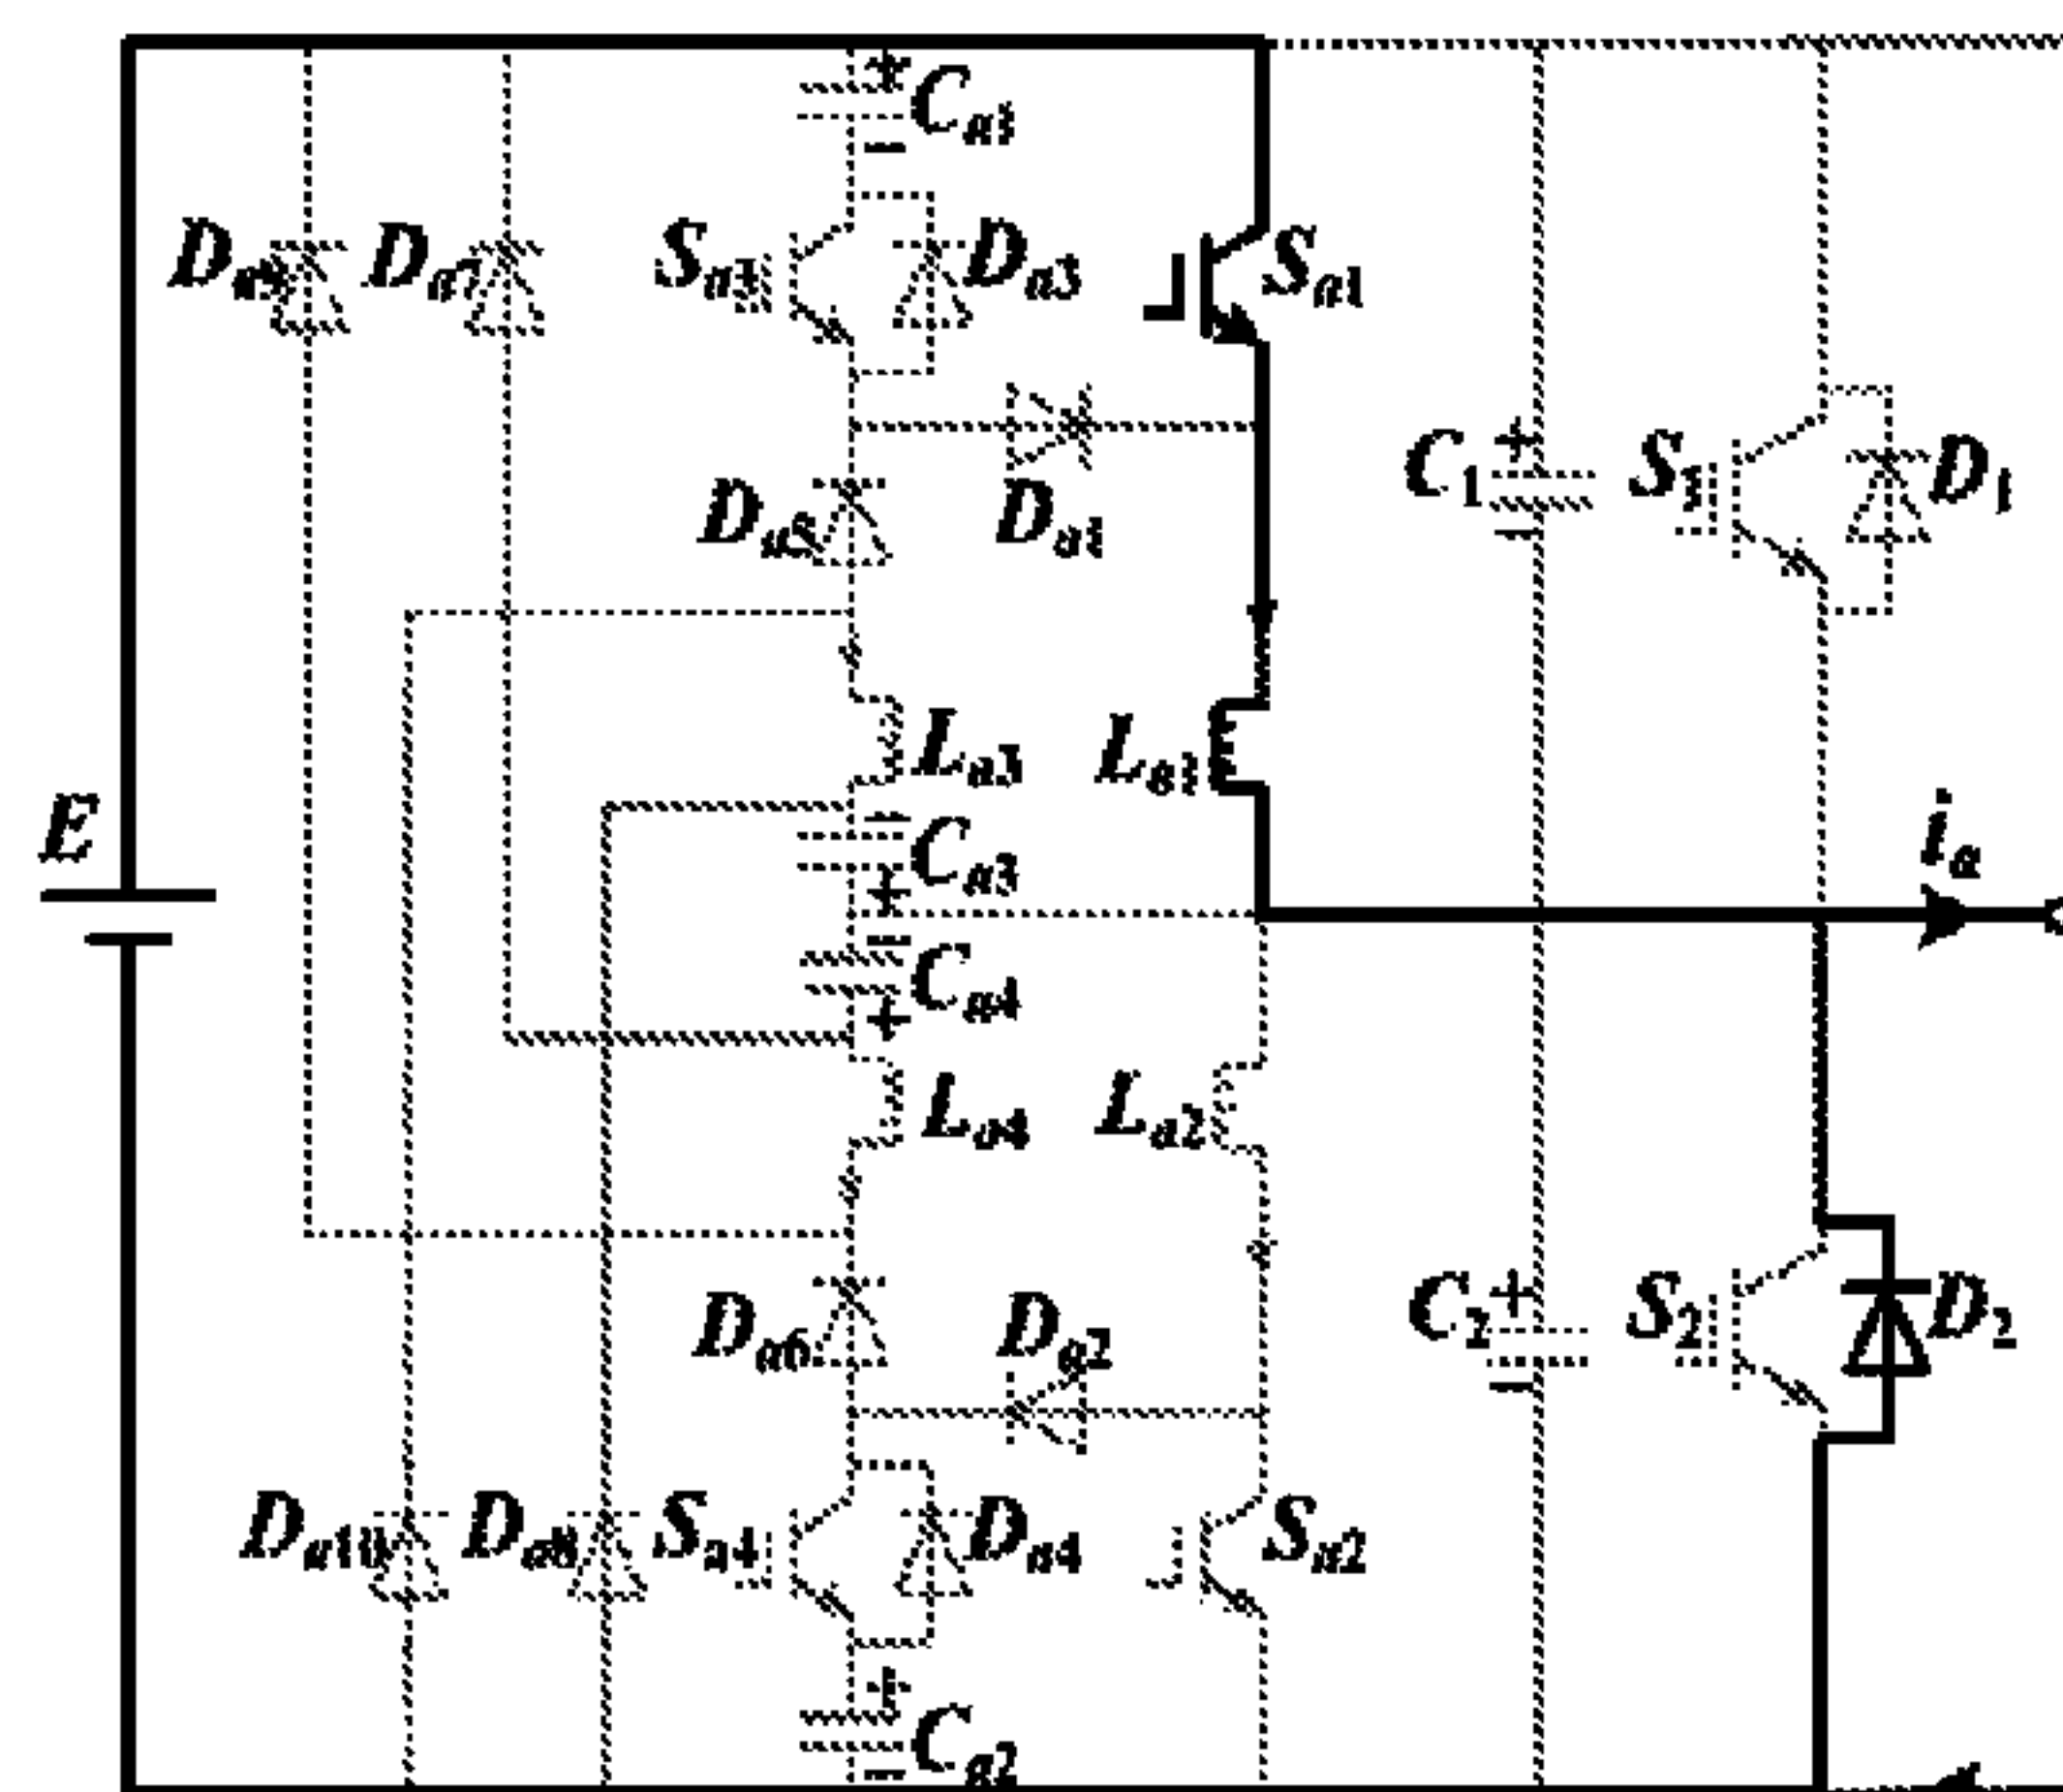 + Ca1
−
Da9 Da7 Sa3 Da3 Sa1
C1 + S1 D1
−
Da5 Da1
La3 La1
E
− Ca3
+
ia
− Ca4
+
La4 La2
Da6 Da2
C2 + S2 D2
−
Da10 Da8 Sa4 Da4 Sa2
+ Ca2
−